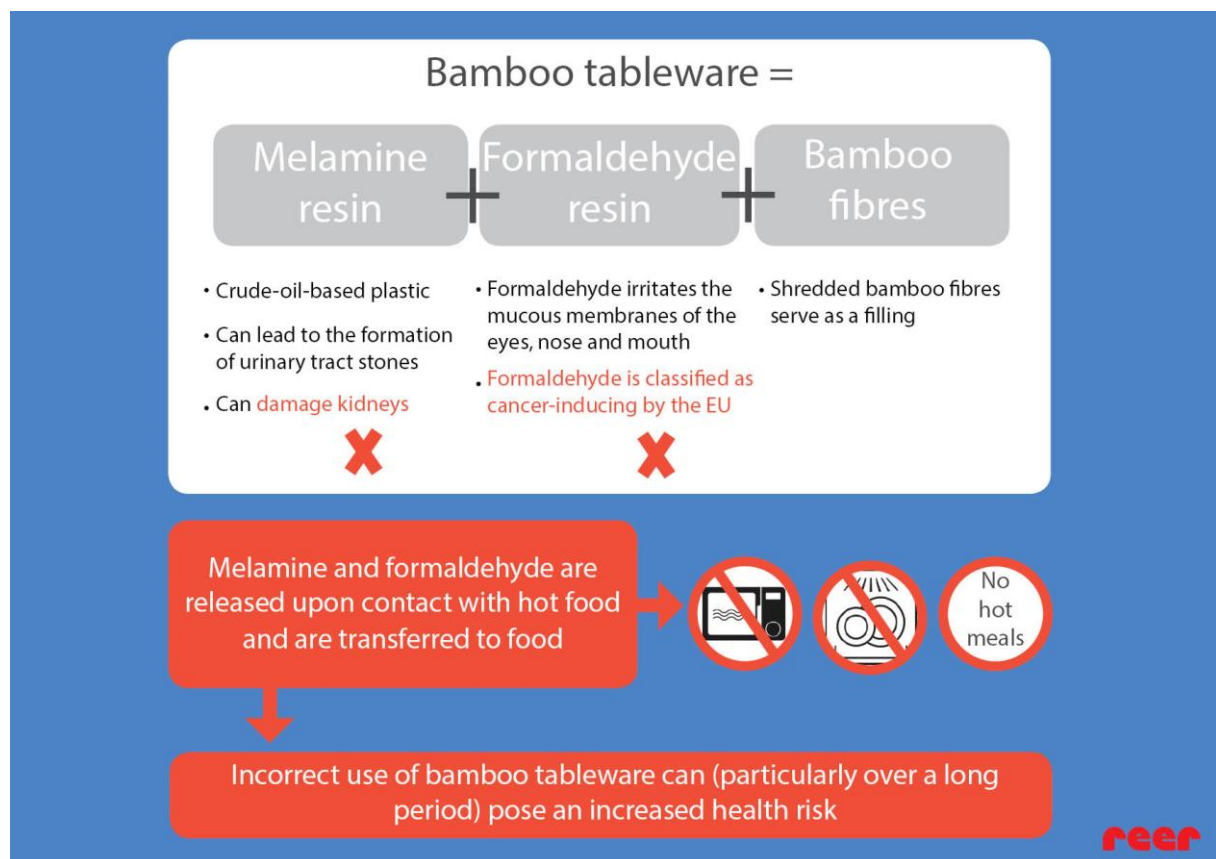 Bamboo tableware =
Melamine
resin
+
Formaldehyde
resin
+
Bamboo
fibres
• Crude-oil-based plastic
• Can lead to the formation
of urinary tract stones
• Can damage kidneys
• Formaldehyde irritates the
mucous membranes of the
eyes, nose and mouth
• Formaldehyde is classified as
cancer-inducing by the EU
• Shredded bamboo fibres
serve as a filling
Melamine and formaldehyde are
released upon contact with hot food
and are transferred to food
No
hot
meals
Incorrect use of bamboo tableware can (particularly over a long
period) pose an increased health risk
reer